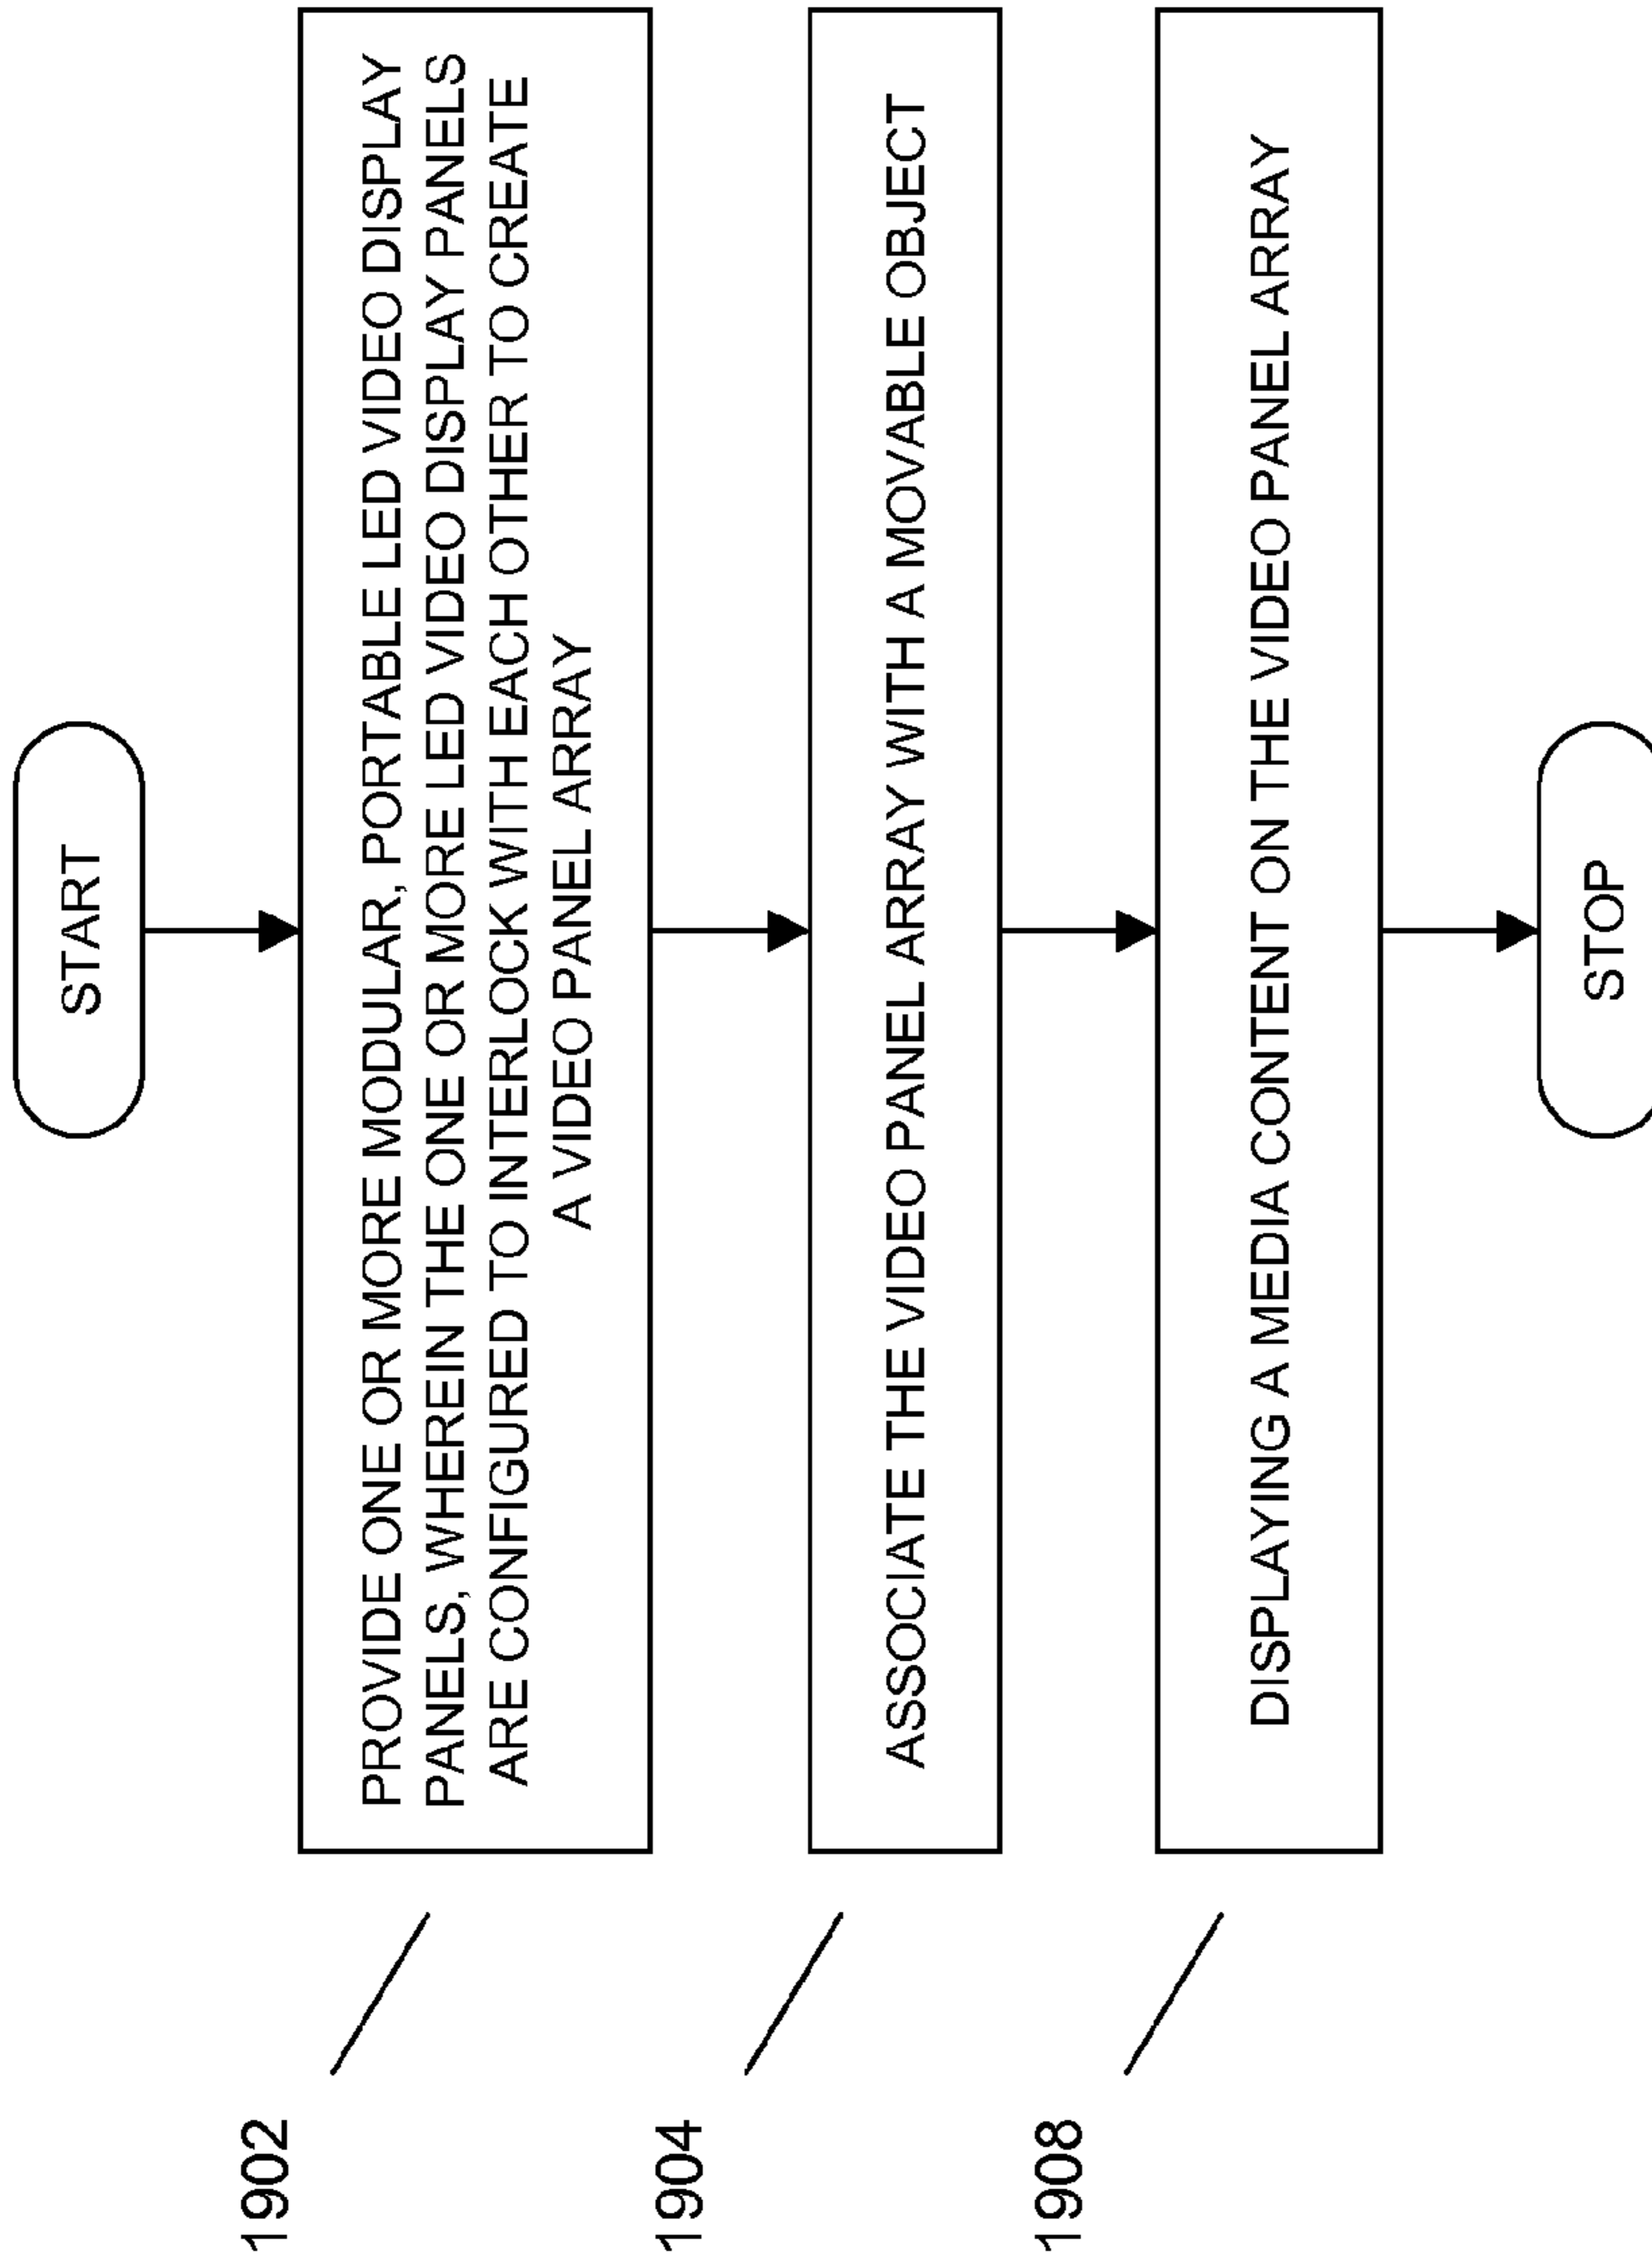 START
1902
PROVIDE ONE OR MORE MODULAR, PORTABLE LED VIDEO DISPLAY
PANELS, WHEREIN THE ONE OR MORE LED VIDEO DISPLAY PANELS
ARE CONFIGURED TO INTERLOCK WITH EACH OTHER TO CREATE
A VIDEO PANEL ARRAY
1904
ASSOCIATE THE VIDEO PANEL ARRAY WITH A MOVABLE OBJECT
1908
DISPLAYING A MEDIA CONTENT ON THE VIDEO PANEL ARRAY
STOP